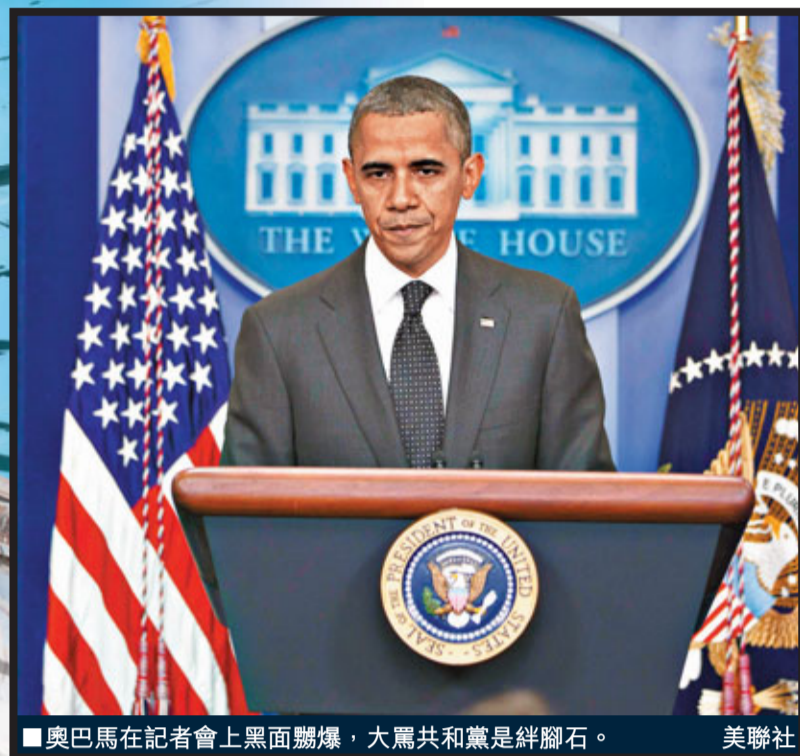 THE W E HOUSE
E PLU
SEAL OF THE PRESIDENT OF THE UNITED STATES
■奧巴馬在記者會上黑面嬲爆，大罵共和黨是絆腳石。 美聯社